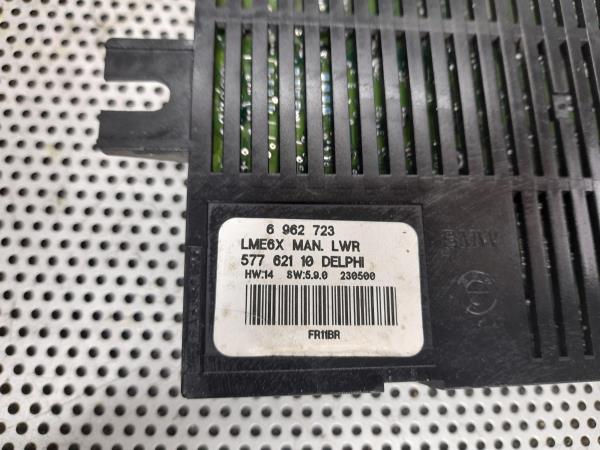 6 962 723
LME6X MAN. LWR
577 621 10 DELPHI
HW:14 SW:5.9.0 230500
FR11BR
BMW